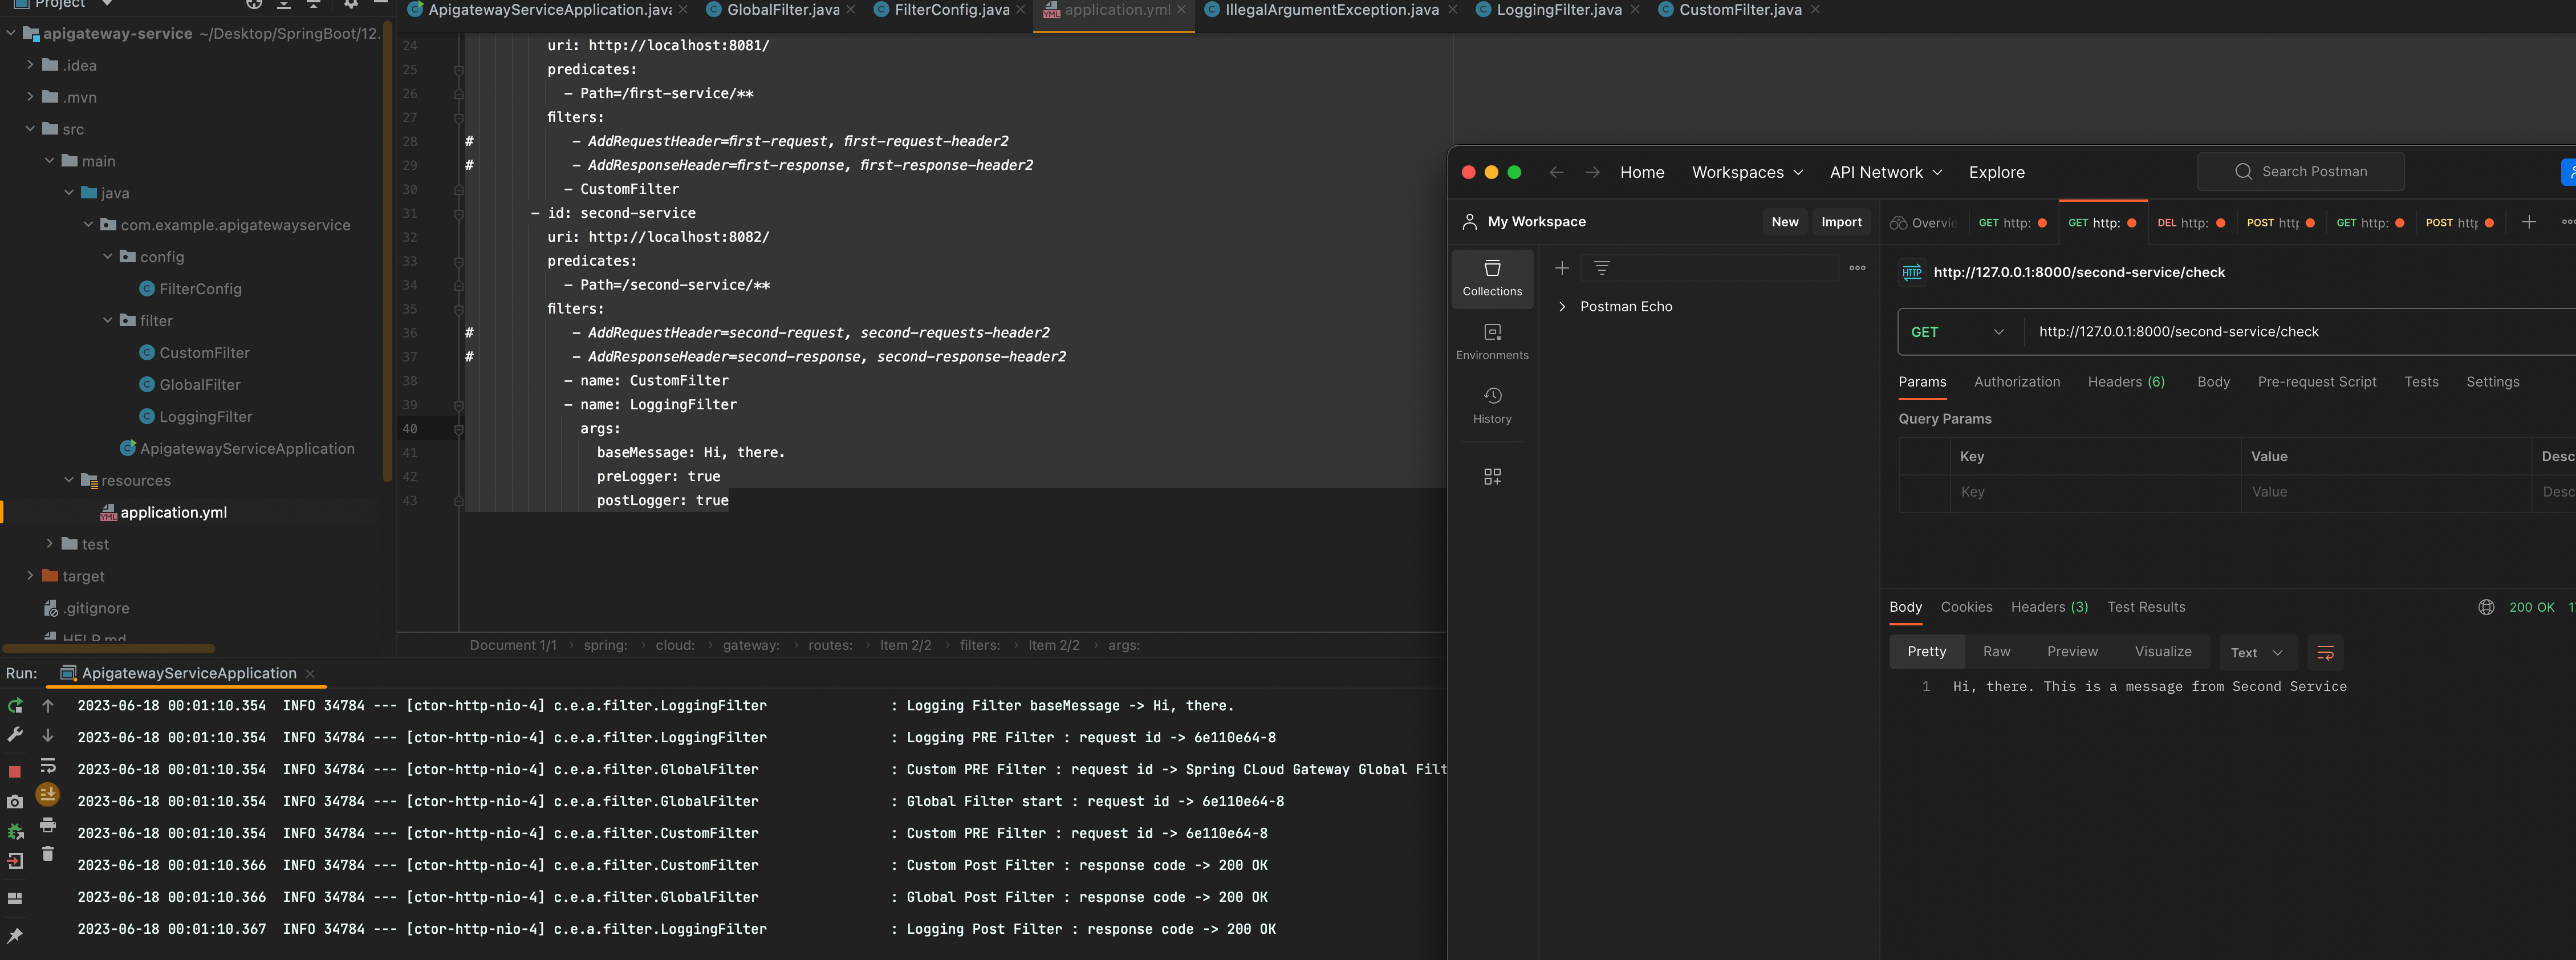 Project
apigateway-service ~/Desktop/SpringBoot/12.
.idea
.mvn
src
main
java
com.example.apigatewayservice
config
FilterConfig
filter
CustomFilter
GlobalFilter
LoggingFilter
ApigatewayServiceApplication
resources
application.yml
test
target
.gitignore
HELP.md
ApigatewayServiceApplication.java
GlobalFilter.java
FilterConfig.java
application.yml
IllegalArgumentException.java
LoggingFilter.java
CustomFilter.java
24 uri: http://localhost:8081/
25 predicates:
26 - Path=/first-service/**
27 filters:
28 # - AddRequestHeader=first-request, first-request-header2
29 # - AddResponseHeader=first-response, first-response-header2
30 - CustomFilter
31 - id: second-service
32 uri: http://localhost:8082/
33 predicates:
34 - Path=/second-service/**
35 filters:
36 # - AddRequestHeader=second-request, second-requests-header2
37 # - AddResponseHeader=second-response, second-response-header2
38 - name: CustomFilter
39 - name: LoggingFilter
40 args:
41 baseMessage: Hi, there.
42 preLogger: true
43 postLogger: true
Document 1/1 › spring: › cloud: › gateway: › routes: › Item 2/2 › filters: › Item 2/2 › args:
Run: ApigatewayServiceApplication
2023-06-18 00:01:10.354 INFO 34784 --- [ctor-http-nio-4] c.e.a.filter.LoggingFilter : Logging Filter baseMessage -> Hi, there.
2023-06-18 00:01:10.354 INFO 34784 --- [ctor-http-nio-4] c.e.a.filter.LoggingFilter : Logging PRE Filter : request id -> 6e110e64-8
2023-06-18 00:01:10.354 INFO 34784 --- [ctor-http-nio-4] c.e.a.filter.GlobalFilter : Custom PRE Filter : request id -> Spring CLoud Gateway Global Filt
2023-06-18 00:01:10.354 INFO 34784 --- [ctor-http-nio-4] c.e.a.filter.GlobalFilter : Global Filter start : request id -> 6e110e64-8
2023-06-18 00:01:10.354 INFO 34784 --- [ctor-http-nio-4] c.e.a.filter.CustomFilter : Custom PRE Filter : request id -> 6e110e64-8
2023-06-18 00:01:10.366 INFO 34784 --- [ctor-http-nio-4] c.e.a.filter.CustomFilter : Custom Post Filter : response code -> 200 OK
2023-06-18 00:01:10.366 INFO 34784 --- [ctor-http-nio-4] c.e.a.filter.GlobalFilter : Global Post Filter : response code -> 200 OK
2023-06-18 00:01:10.367 INFO 34784 --- [ctor-http-nio-4] c.e.a.filter.LoggingFilter : Logging Post Filter : response code -> 200 OK
Home Workspaces API Network Explore Search Postman
My Workspace New Import
Collections
Environments
History
Postman Echo
Overvie GET http: GET http: DEL http: POST htt GET http: POST htt
HTTP http://127.0.0.1:8000/second-service/check
GET http://127.0.0.1:8000/second-service/check
Params Authorization Headers (6) Body Pre-request Script Tests Settings
Query Params
Key Value Desc
Key Value Desc
Body Cookies Headers (3) Test Results 200 OK 1
Pretty Raw Preview Visualize Text
1 Hi, there. This is a message from Second Service